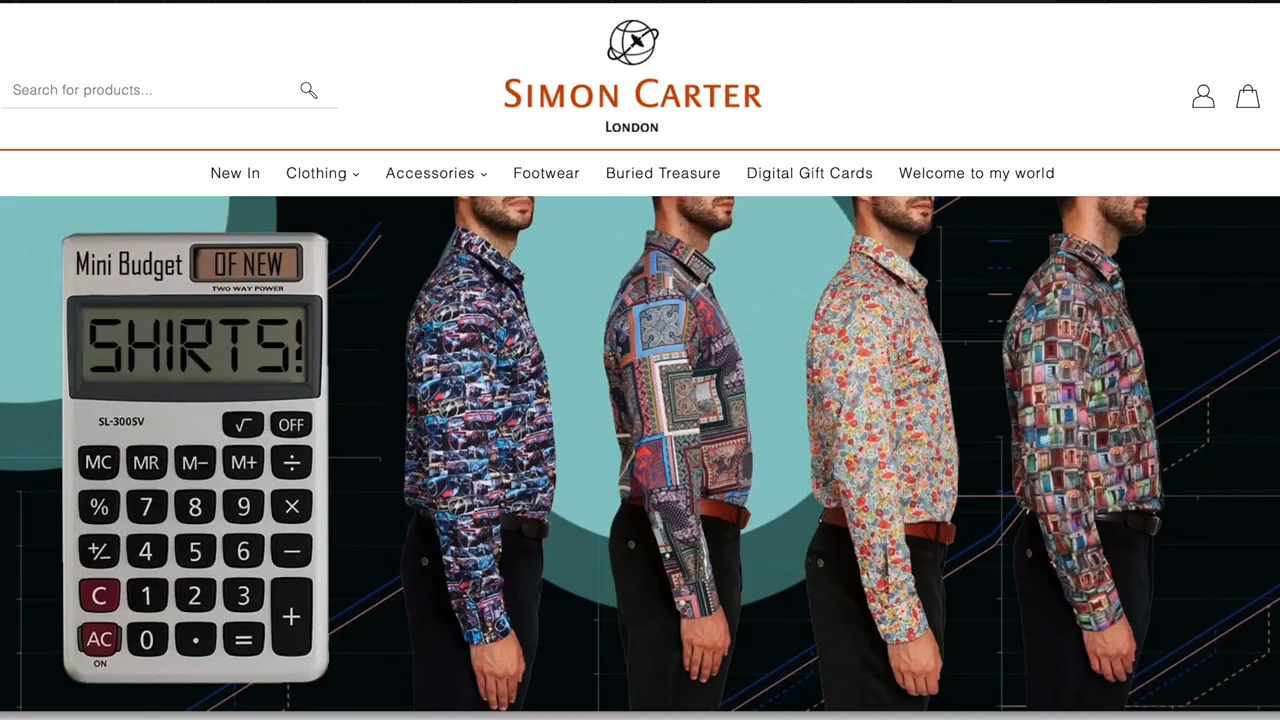 Search for products...
SIMON CARTER
LONDON
New In Clothing Accessories Footwear Buried Treasure Digital Gift Cards Welcome to my world
Mini Budget OF NEW
TWO WAY POWER
SHIRTS!
SL-300SV √ OFF
MC MR M− M+ ÷
% 7 8 9 ×
+/− 4 5 6 −
C 1 2 3 +
AC 0 · =
ON